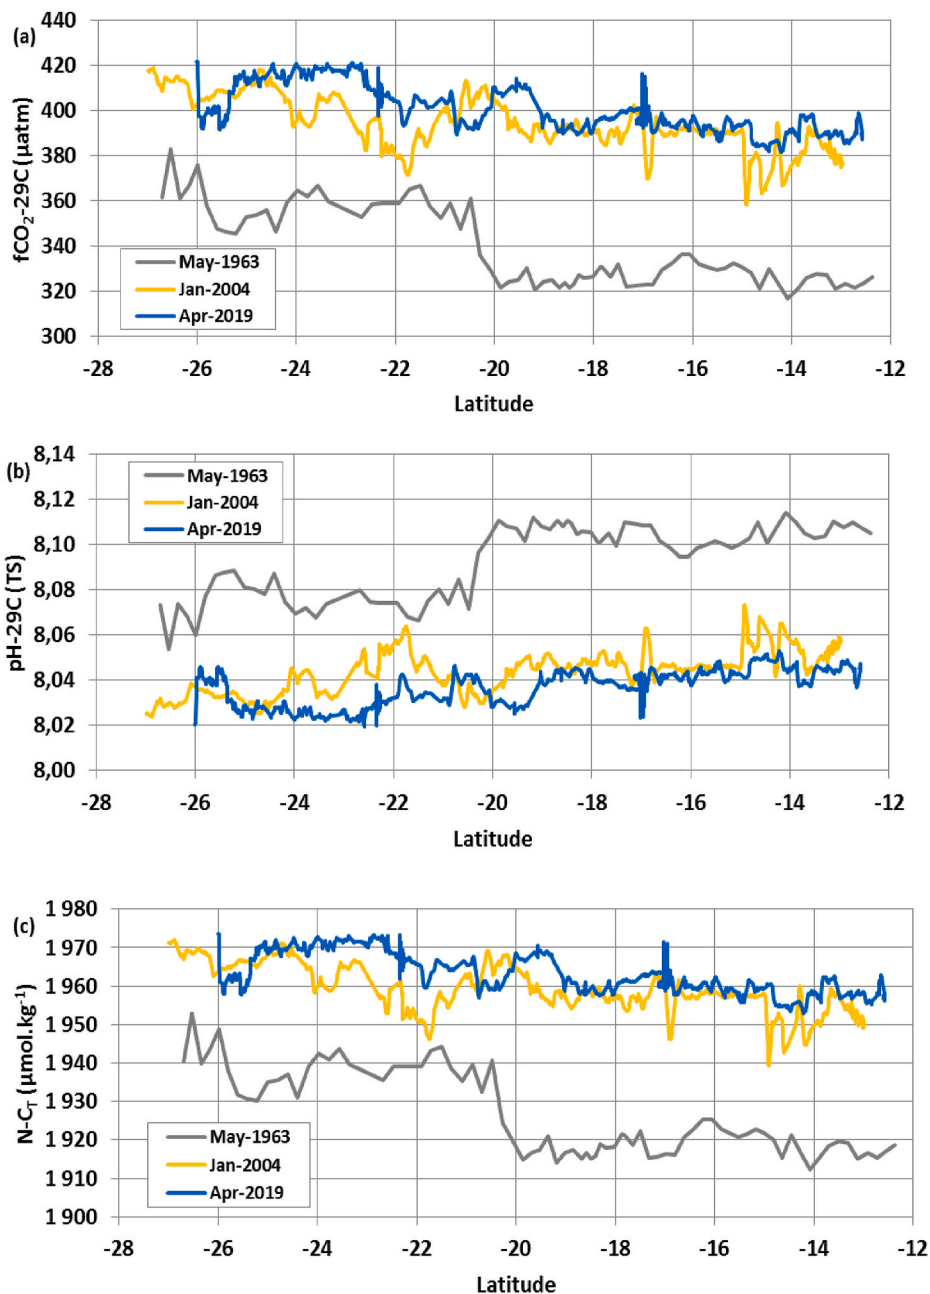 (a)
440
420
400
380
360
340
320
300
fCO₂-29C (µatm)
May-1963
Jan-2004
Apr-2019
-28 -26 -24 -22 -20 -18 -16 -14 -12
Latitude
(b)
8,14
8,12
8,10
8,08
8,06
8,04
8,02
8,00
pH-29C (TS)
May-1963
Jan-2004
Apr-2019
-28 -26 -24 -22 -20 -18 -16 -14 -12
Latitude
(c)
1 980
1 970
1 960
1 950
1 940
1 930
1 920
1 910
1 900
N-C_T (µmol.kg⁻¹)
May-1963
Jan-2004
Apr-2019
-28 -26 -24 -22 -20 -18 -16 -14 -12
Latitude